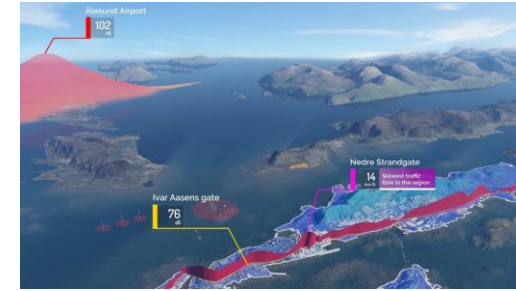 Ålesund Airport
102
dB
Nedre Strandgate
14
km/h
Slowest traffic
flow in the region
Ivar Aasens gate
76
dB